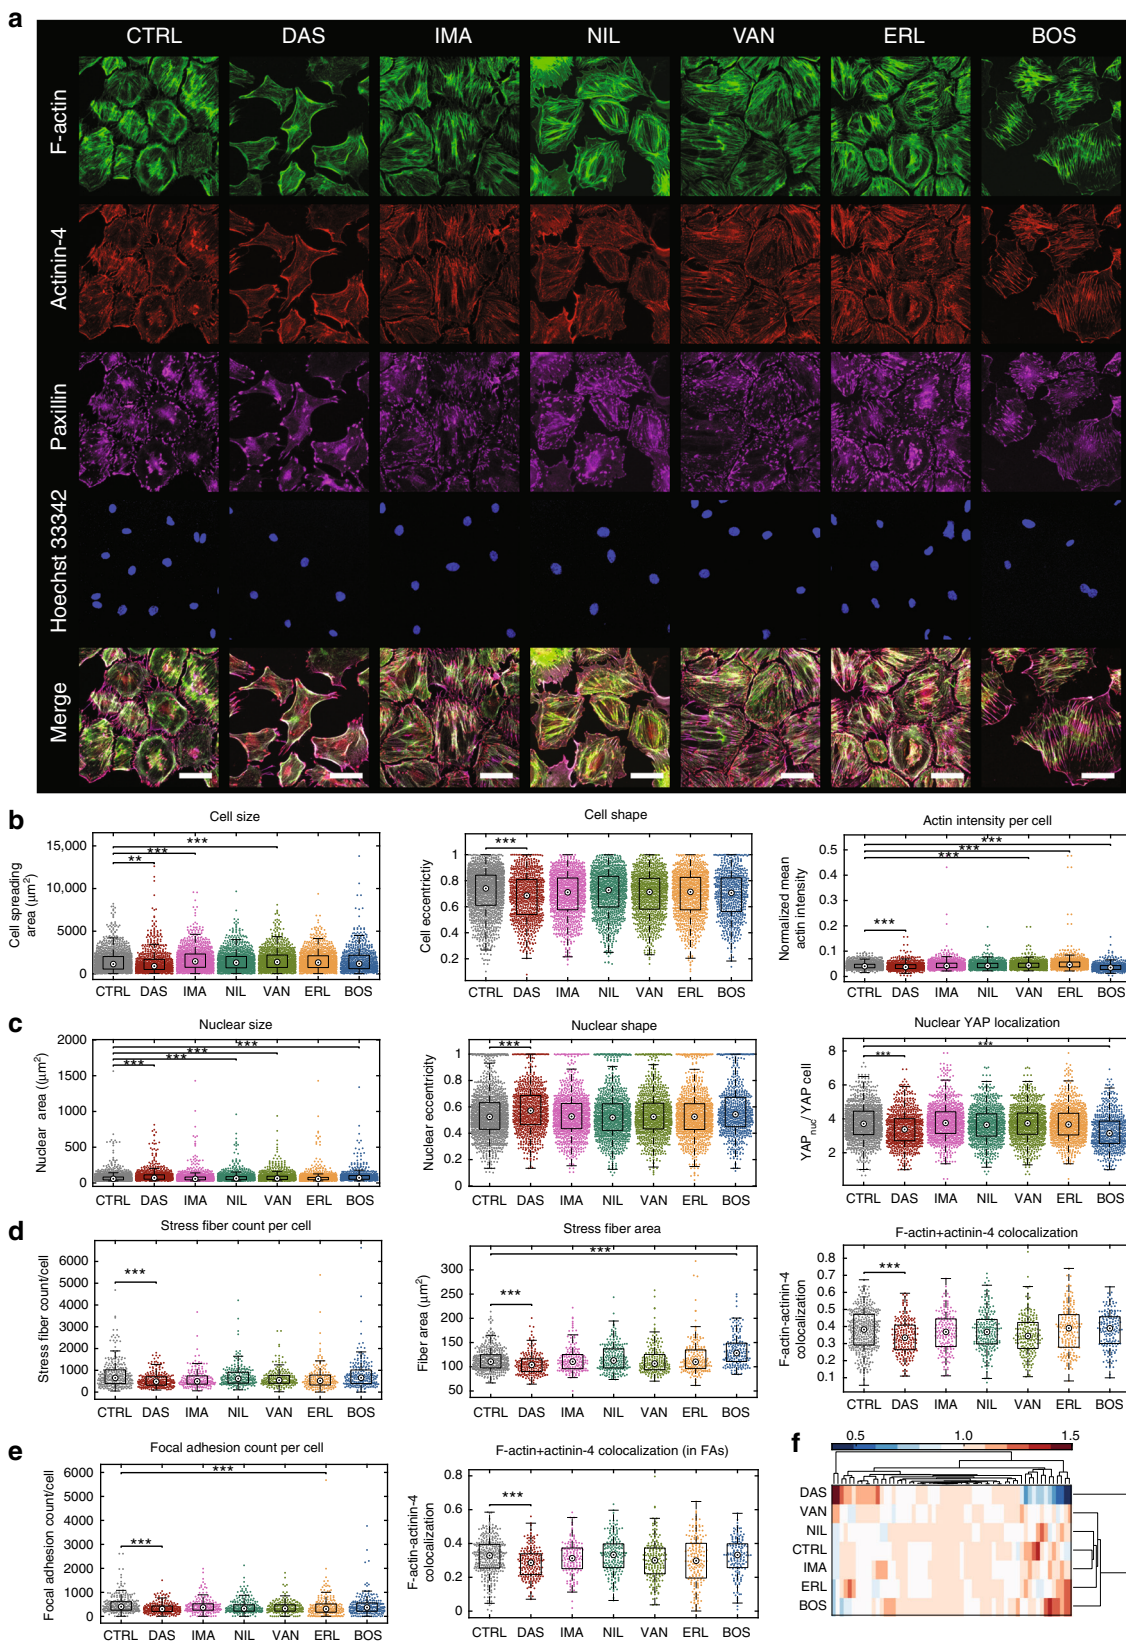 a
CTRL DAS IMA NIL VAN ERL BOS
F-actin
Actinin-4
Paxillin
Hoechst 33342
Merge
b
Cell size
Cell spreading
area (μm²)
15,000
10,000
5000
0
***
***
**
CTRL DAS IMA NIL VAN ERL BOS
Cell shape
Cell eccentricity
1
0.8
0.6
0.4
0.2
***
CTRL DAS IMA NIL VAN ERL BOS
Actin intensity per cell
Normalized mean
actin intensity
0.5
0.4
0.3
0.2
0.1
0
***
***
***
***
CTRL DAS IMA NIL VAN ERL BOS
c
Nuclear size
Nuclear area ((μm²)
2000
1500
1000
500
0
***
***
***
***
CTRL DAS IMA NIL VAN ERL BOS
Nuclear shape
Nuclear eccentricity
1
0.8
0.6
0.4
0.2
0
***
CTRL DAS IMA NIL VAN ERL BOS
Nuclear YAP localization
YAPnuc/YAP cell
8
6
4
2
***
***
CTRL DAS IMA NIL VAN ERL BOS
d
Stress fiber count per cell
Stress fiber count/cell
6000
5000
4000
3000
2000
1000
0
***
CTRL DAS IMA NIL VAN ERL BOS
Stress fiber area
Fiber area (μm²)
300
250
200
150
100
50
***
***
CTRL DAS IMA NIL VAN ERL BOS
F-actin+actinin-4 colocalization
F-actin-actinin-4
colocalization
0.8
0.7
0.6
0.5
0.4
0.3
0.2
0.1
***
CTRL DAS IMA NIL VAN ERL BOS
e
Focal adhesion count per cell
Focal adhesion count/cell
6000
5000
4000
3000
2000
1000
0
***
***
CTRL DAS IMA NIL VAN ERL BOS
F-actin+actinin-4 colocalization (in FAs)
F-actin-actinin-4
colocalization
0.8
0.6
0.4
0.2
0
***
CTRL DAS IMA NIL VAN ERL BOS
f
0.5 1.0 1.5
DAS
VAN
NIL
CTRL
IMA
ERL
BOS